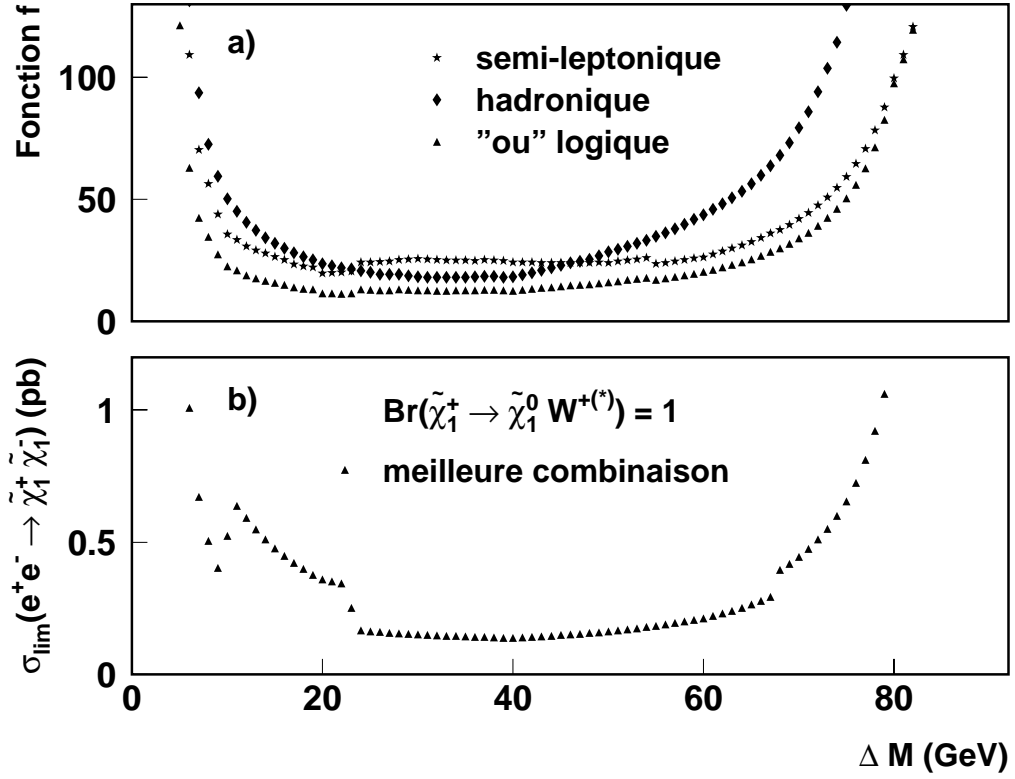 Fonction f
100
50
0
a)
semi-leptonique
hadronique
”ou” logique
σlim(e+e- → χ̃1+ χ̃1-) (pb)
1
0.5
0
b)
Br(χ̃1+ → χ̃10 W+(*)) = 1
meilleure combinaison
0 20 40 60 80
Δ M (GeV)